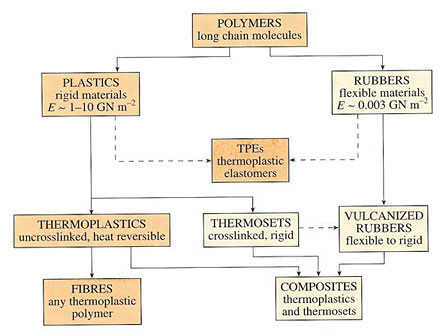 POLYMERS
long chain molecules
PLASTICS
rigid materials
E ~ 1–10 GN m⁻²
RUBBERS
flexible materials
E ~ 0.003 GN m⁻²
TPEs
thermoplastic
elastomers
THERMOPLASTICS
uncrosslinked, heat reversible
THERMOSETS
crosslinked, rigid
VULCANIZED
RUBBERS
flexible to rigid
FIBRES
any thermoplastic
polymer
COMPOSITES
thermoplastics
and thermosets